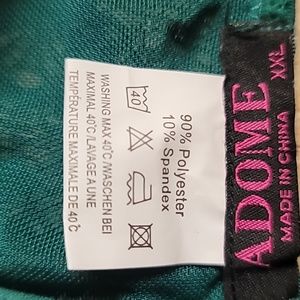 90% Polyester
10% Spandex
40
WASHING MAX 40°C/WASCHEN BEI
MAXIMAL 40°C/LAVAGE A UNE
TEMPÉRATURE MAXIMALE DE 40°C
ADOME
XXL
MADE IN CHINA